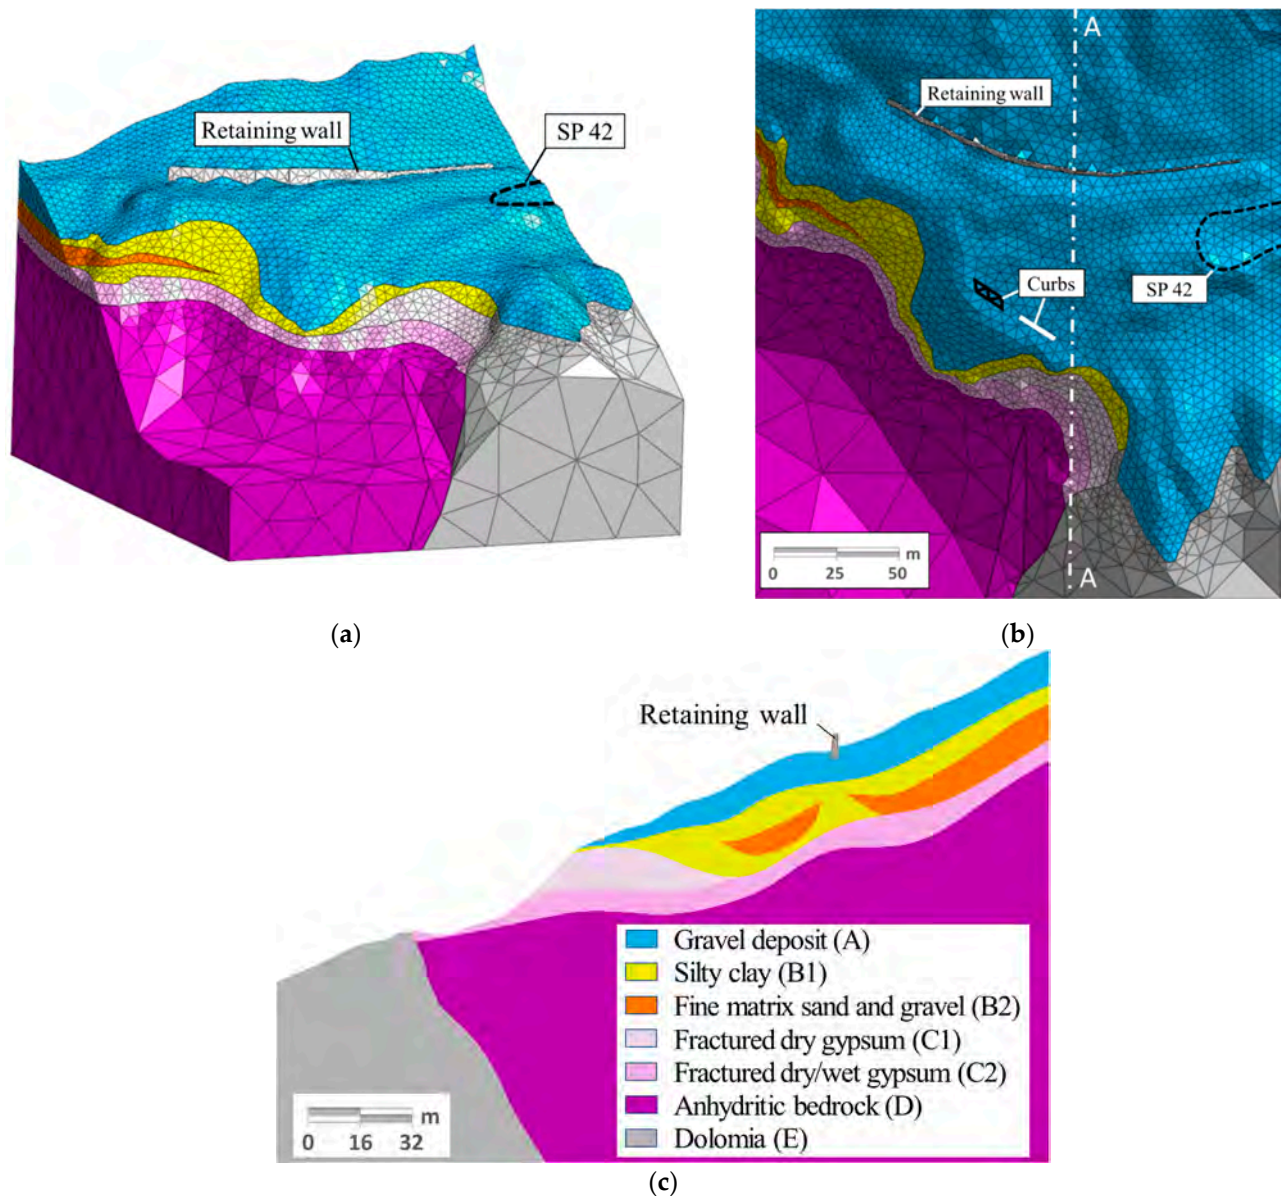 Retaining wall
SP 42
(a)
A
Retaining wall
Curbs
SP 42
m
0 25 50
A
(b)
Retaining wall
Gravel deposit (A)
Silty clay (B1)
Fine matrix sand and gravel (B2)
Fractured dry gypsum (C1)
Fractured dry/wet gypsum (C2)
Anhydritic bedrock (D)
Dolomia (E)
m
0 16 32
(c)